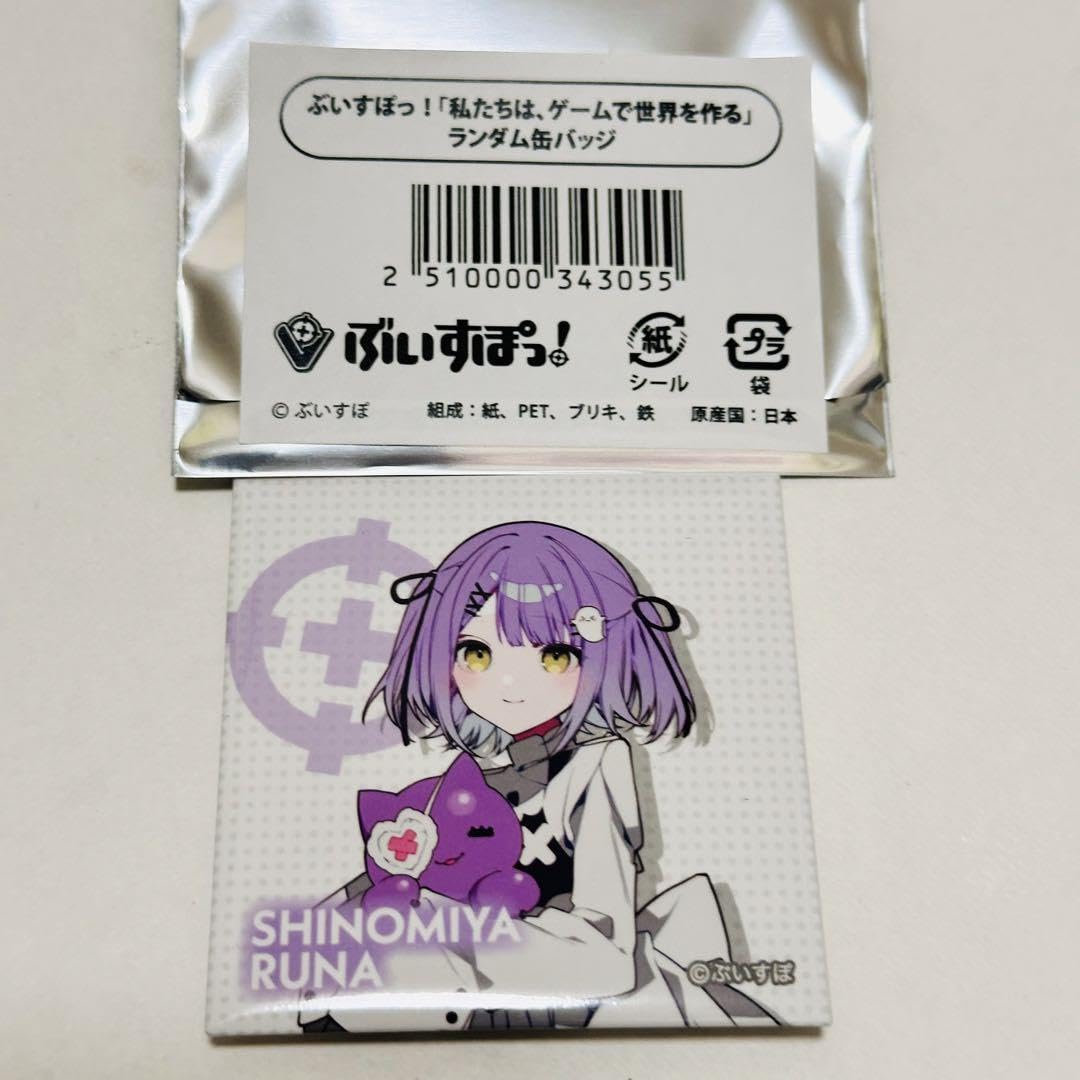 ぶいすぽっ！「私たちは、ゲームで世界を作る」
ランダム缶バッジ
2 510000 343055
ぶいすぽっ!
紙
シール
プラ
袋
© ぶいすぽ
組成：紙、PET、ブリキ、鉄
原産国：日本
SHINOMIYA
RUNA
©ぶいすぽ